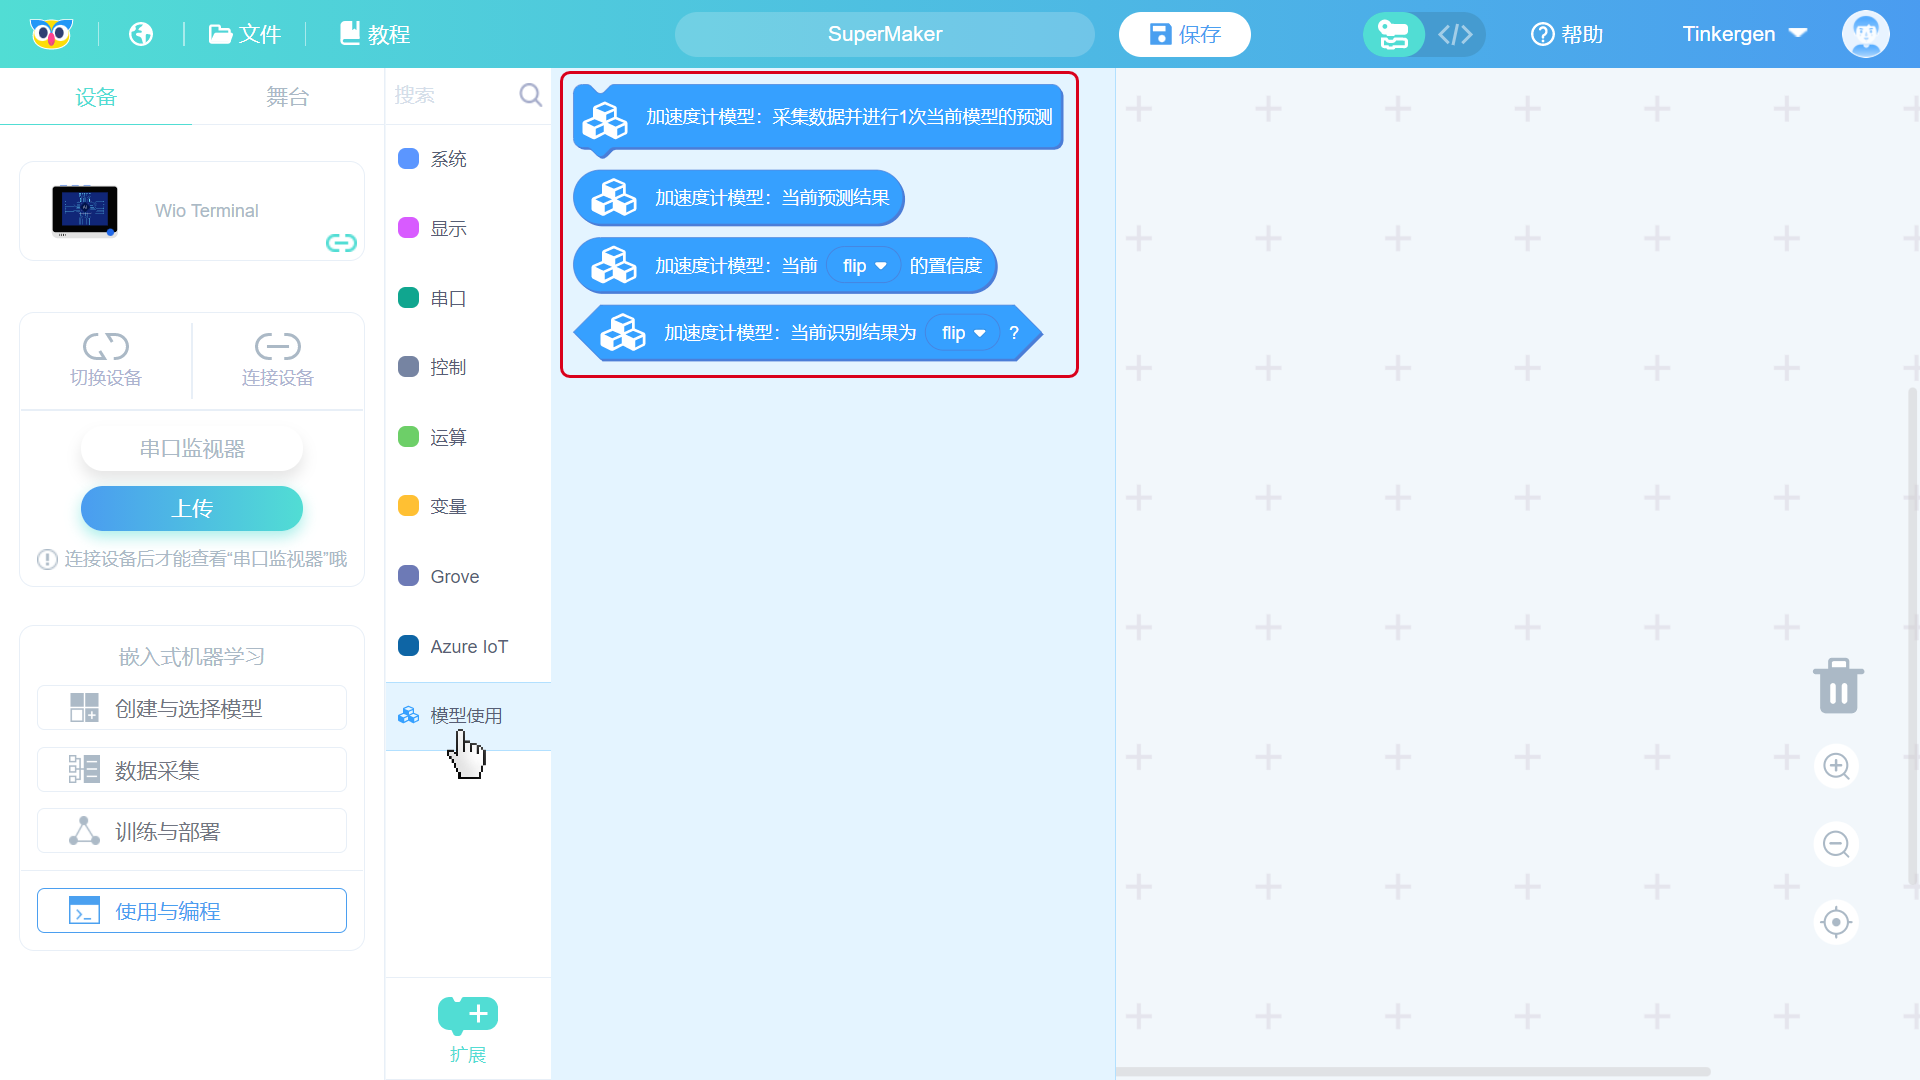 文件
教程
SuperMaker
保存
帮助
Tinkergen
设备
舞台
搜索
Wio Terminal
切换设备
连接设备
串口监视器
上传
连接设备后才能查看“串口监视器”哦
嵌入式机器学习
创建与选择模型
数据采集
训练与部署
使用与编程
系统
显示
串口
控制
运算
变量
Grove
Azure IoT
模型使用
扩展
加速度计模型：采集数据并进行1次当前模型的预测
加速度计模型：当前预测结果
加速度计模型：当前 flip 的置信度
加速度计模型：当前识别结果为 flip ?